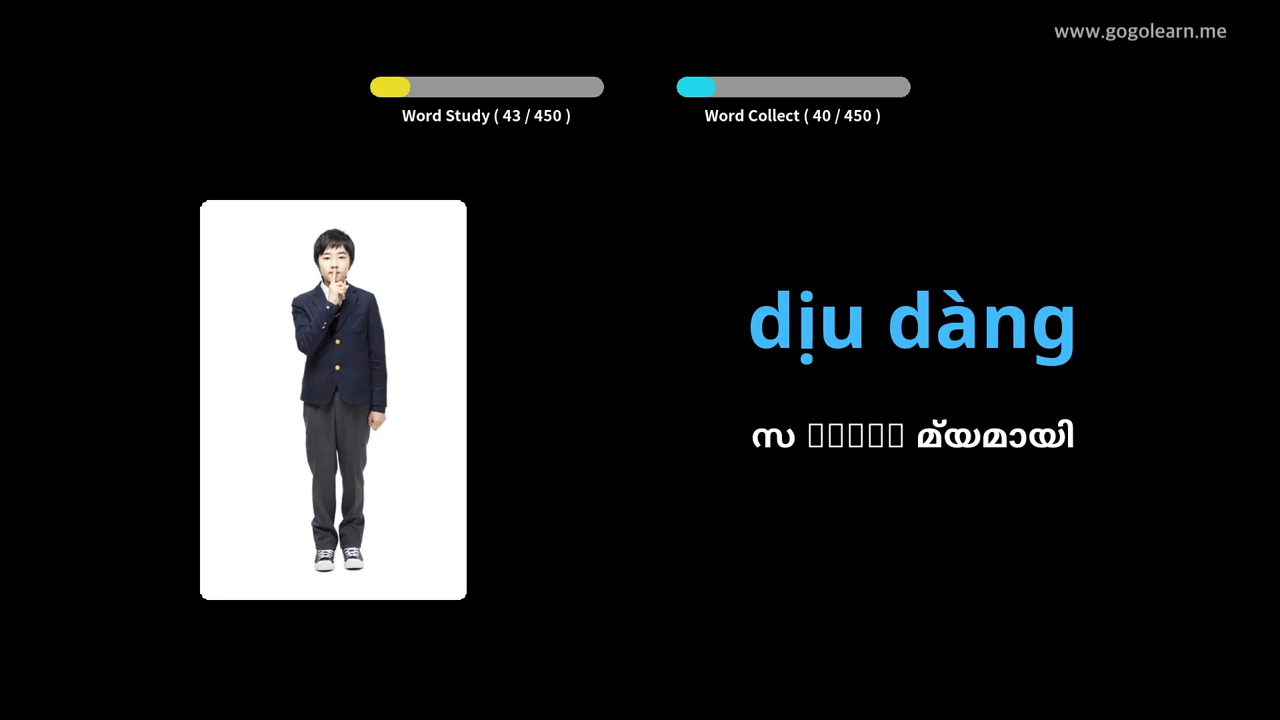 www.gogolearn.me
Word Study ( 43 / 450 )
Word Collect ( 40 / 450 )
dịu dàng
സ മ്യമായി